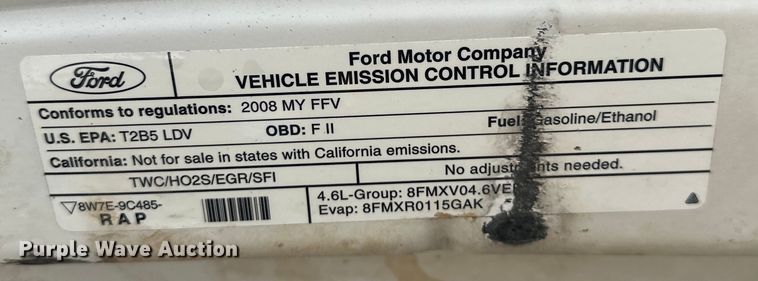 Ford
Ford Motor Company
VEHICLE EMISSION CONTROL INFORMATION
Conforms to regulations: 2008 MY FFV
U.S. EPA: T2B5 LDV OBD: F II Fuel: Gasoline/Ethanol
California: Not for sale in states with California emissions.
TWC/HO2S/EGR/SFI No adjustments needed.
8W7E-9C485-
RAP
4.6L-Group: 8FMXV04.6VE
Evap: 8FMXR0115GAK
Purple Wave Auction